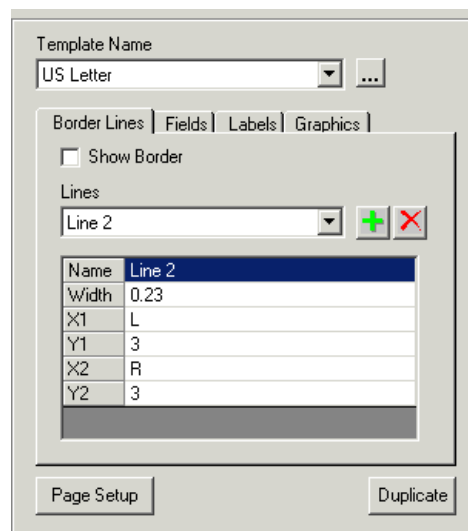 Template Name
US Letter
...
Border Lines Fields Labels Graphics
Show Border
Lines
Line 2
Name Line 2
Width 0.23
X1 L
Y1 3
X2 R
Y2 3
Page Setup Duplicate